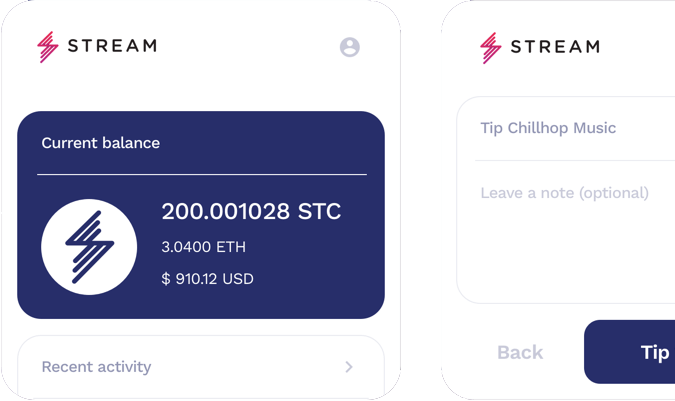 STREAM
Current balance
200.001028 STC
3.0400 ETH
$ 910.12 USD
Recent activity
STREAM
Tip Chillhop Music
Leave a note (optional)
Back
Tip